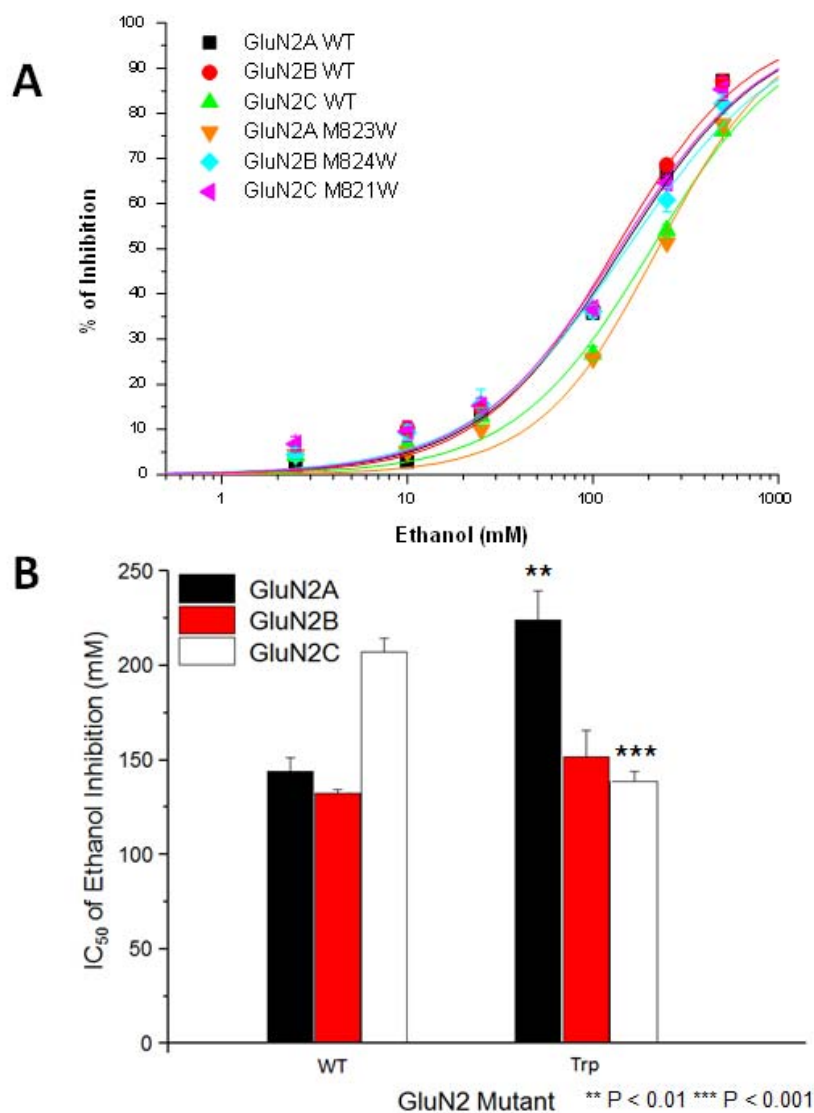 A
100
90
80
70
60
50
40
30
20
10
0
% of Inhibition
GluN2A WT
GluN2B WT
GluN2C WT
GluN2A M823W
GluN2B M824W
GluN2C M821W
1 10 100 1000
Ethanol (mM)
B
250
200
150
100
50
0
IC50 of Ethanol Inhibition (mM)
GluN2A
GluN2B
GluN2C
**
***
WT Trp
GluN2 Mutant ** P < 0.01 *** P < 0.001